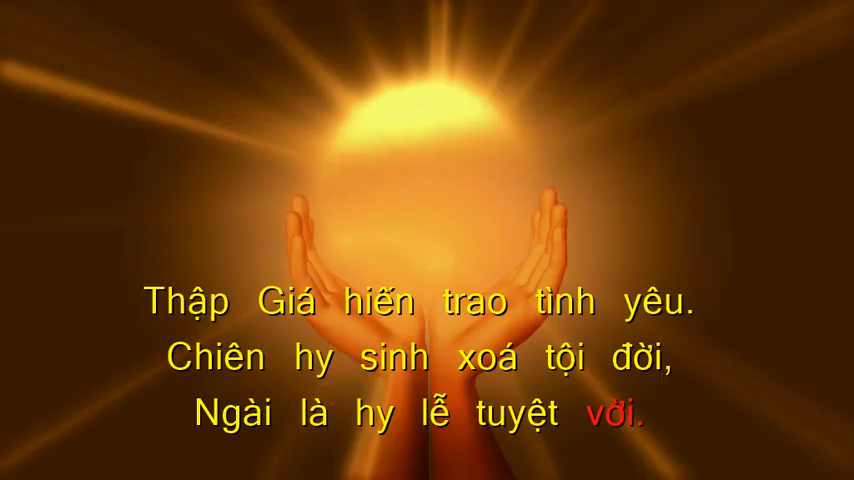 Thập Giá hiến trao tình yêu.
Chiên hy sinh xoá tội đời,
Ngài là hy lễ tuyệt vời.